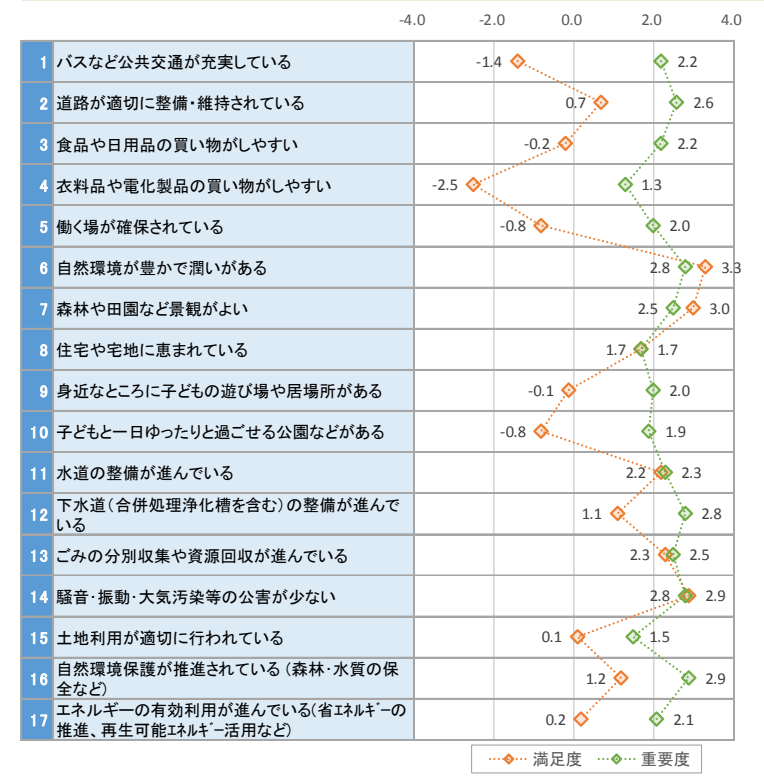 -4.0 -2.0 0.0 2.0 4.0
1 バスなど公共交通が充実している -1.4 2.2
2 道路が適切に整備・維持されている 0.7 2.6
3 食品や日用品の買い物がしやすい -0.2 2.2
4 衣料品や電化製品の買い物がしやすい -2.5 1.3
5 働く場が確保されている -0.8 2.0
6 自然環境が豊かで潤いがある 2.8 3.3
7 森林や田園など景観がよい 2.5 3.0
8 住宅や宅地に恵まれている 1.7 1.7
9 身近なところに子どもの遊び場や居場所がある -0.1 2.0
10 子どもと一日ゆったりと過ごせる公園などがある -0.8 1.9
11 水道の整備が進んでいる 2.2 2.3
12 下水道(合併処理浄化槽を含む)の整備が進んで
いる 1.1 2.8
13 ごみの分別収集や資源回収が進んでいる 2.3 2.5
14 騒音・振動・大気汚染等の公害が少ない 2.8 2.9
15 土地利用が適切に行われている 0.1 1.5
16 自然環境保護が推進されている (森林・水質の保
全など) 1.2 2.9
17 エネルギーの有効利用が進んでいる(省エネルギーの
推進、再生可能エネルギー活用など) 0.2 2.1
満足度 重要度